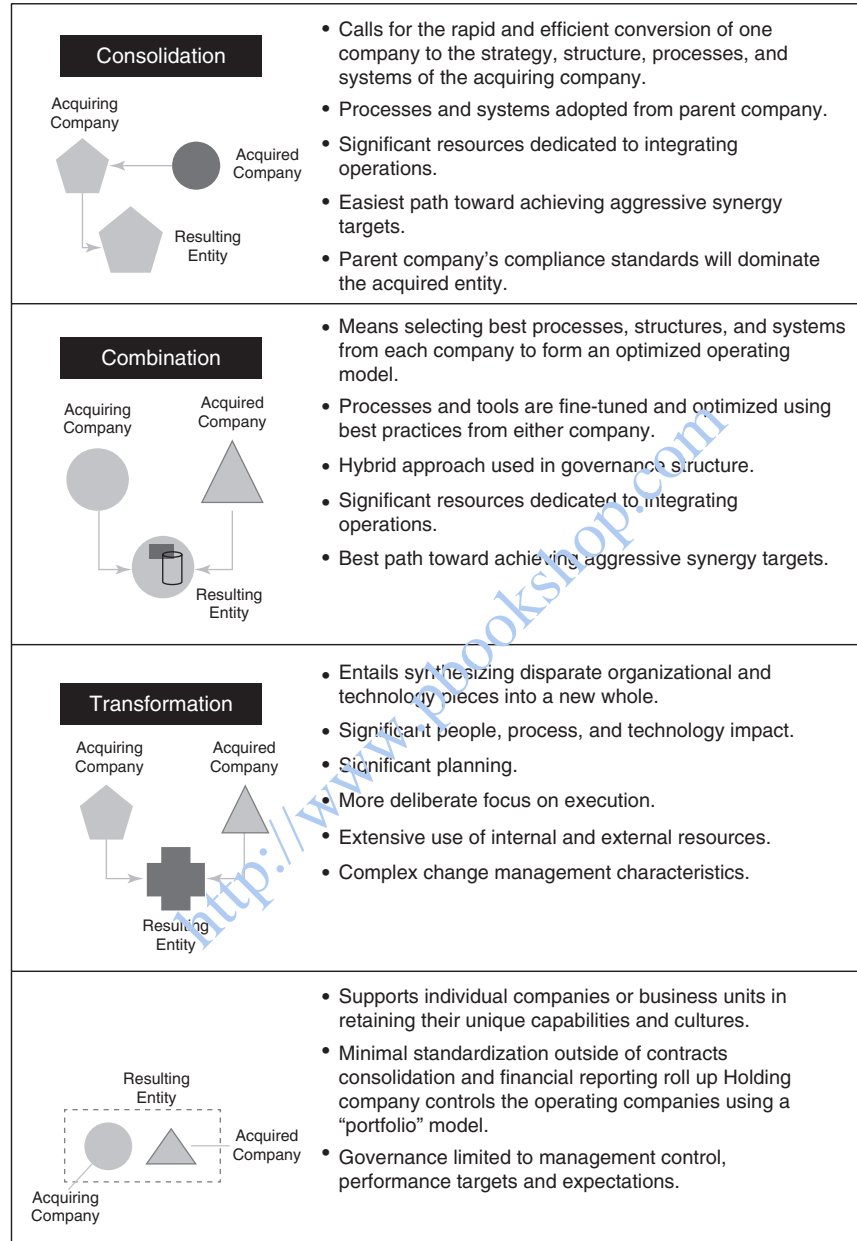 Consolidation
Acquiring
Company
Acquired
Company
Resulting
Entity
• Calls for the rapid and efficient conversion of one
company to the strategy, structure, processes, and
systems of the acquiring company.
• Processes and systems adopted from parent company.
• Significant resources dedicated to integrating
operations.
• Easiest path toward achieving aggressive synergy
targets.
• Parent company's compliance standards will dominate
the acquired entity.
Combination
Acquiring
Company
Acquired
Company
Resulting
Entity
• Means selecting best processes, structures, and systems
from each company to form an optimized operating
model.
• Processes and tools are fine-tuned and optimized using
best practices from either company.
• Hybrid approach used in governance structure.
• Significant resources dedicated to integrating
operations.
• Best path toward achieving aggressive synergy targets.
Transformation
Acquiring
Company
Acquired
Company
Resulting
Entity
• Entails synthesizing disparate organizational and
technology pieces into a new whole.
• Significant people, process, and technology impact.
• Significant planning.
• More deliberate focus on execution.
• Extensive use of internal and external resources.
• Complex change management characteristics.
Resulting
Entity
Acquired
Company
Acquiring
Company
• Supports individual companies or business units in
retaining their unique capabilities and cultures.
• Minimal standardization outside of contracts
consolidation and financial reporting roll up Holding
company controls the operating companies using a
“portfolio” model.
• Governance limited to management control,
performance targets and expectations.
http://www.pbookshop.com